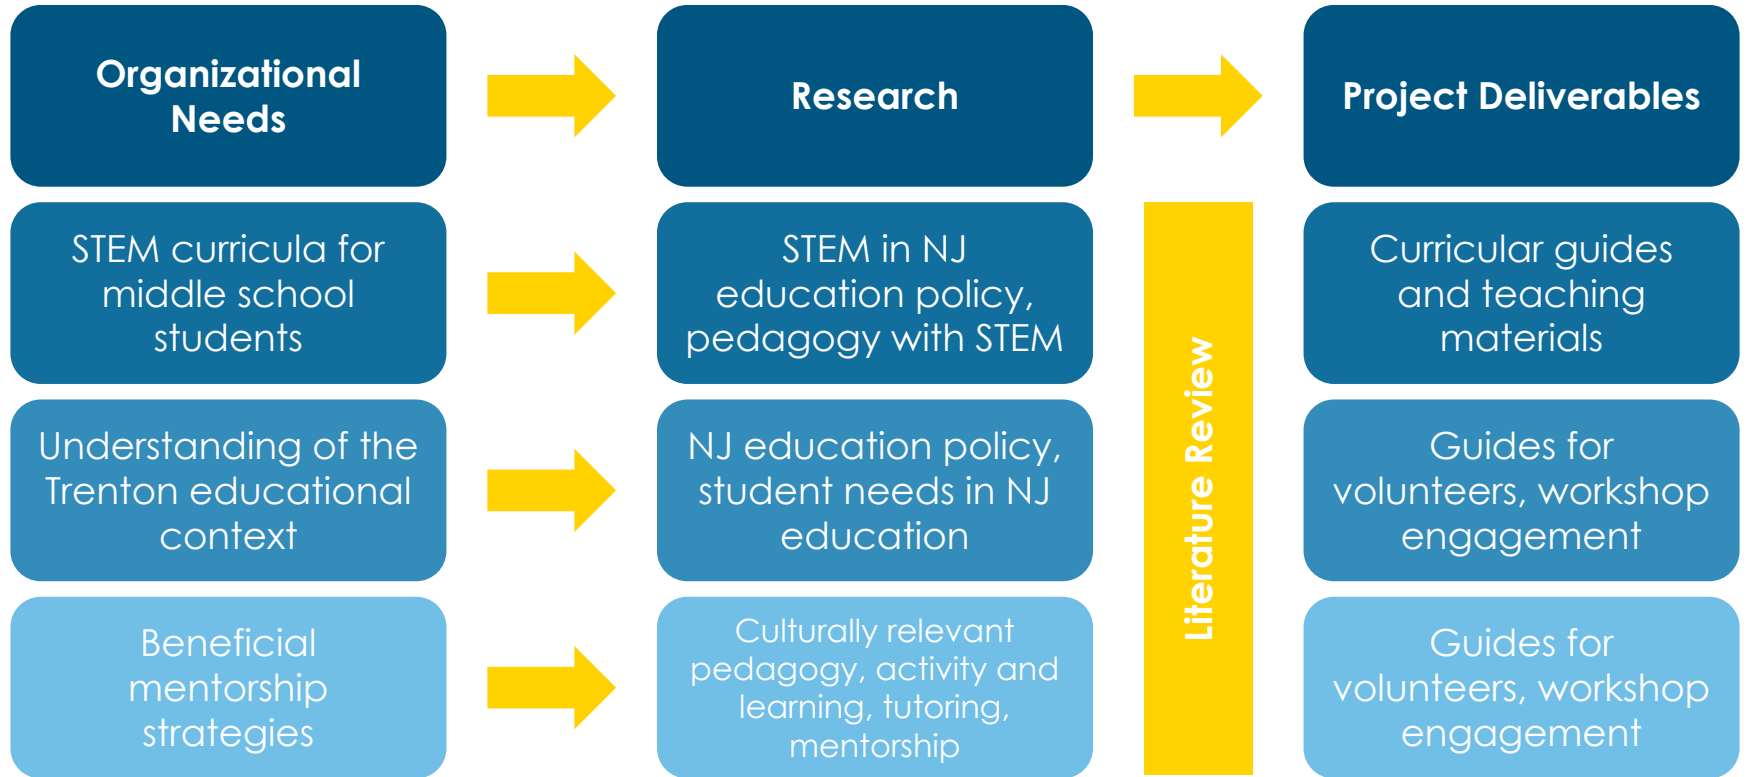 Organizational
Needs
Research
Project Deliverables
STEM curricula for
middle school
students
STEM in NJ
education policy,
pedagogy with STEM
Curricular guides
and teaching
materials
Understanding of the
Trenton educational
context
NJ education policy,
student needs in NJ
education
Guides for
volunteers, workshop
engagement
Beneficial
mentorship
strategies
Culturally relevant
pedagogy, activity and
learning, tutoring,
mentorship
Guides for
volunteers, workshop
engagement
Literature Review